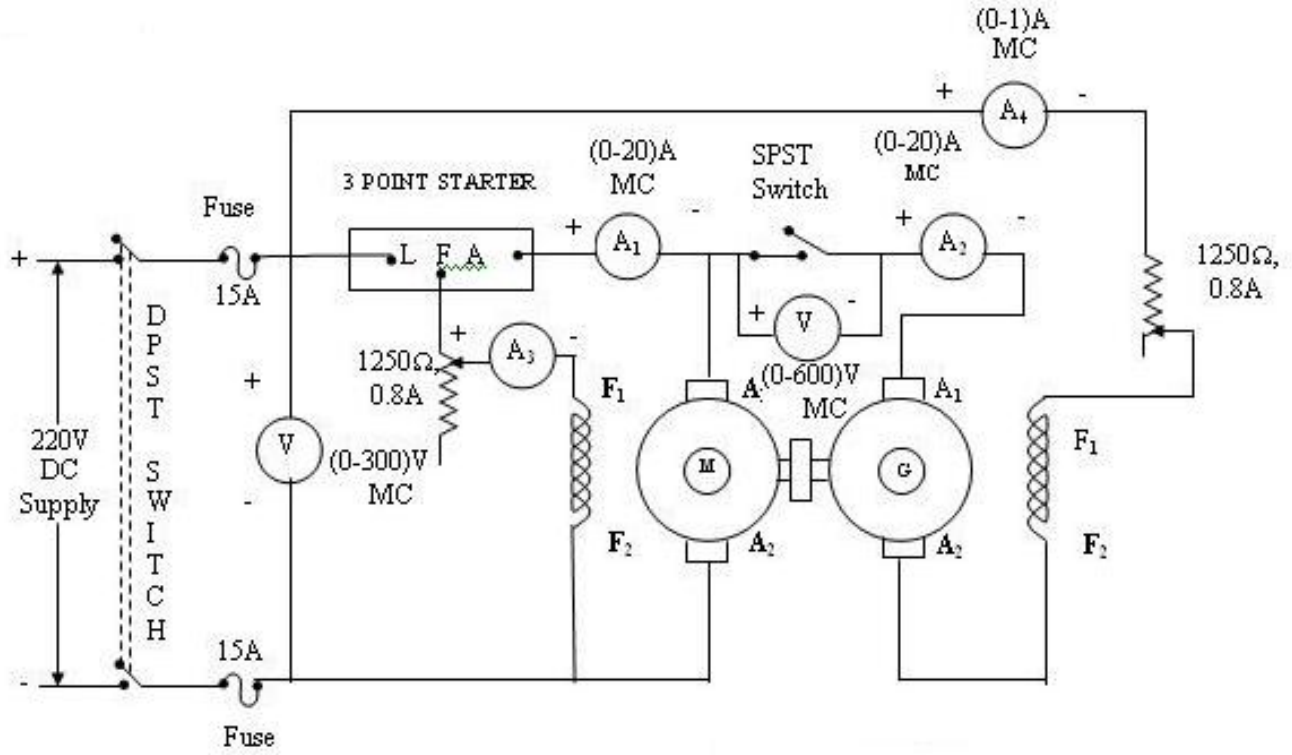 (0-1)A
MC
+ -
A₄
(0-20)A
MC
SPST
Switch
(0-20)A
MC
3 POINT STARTER
Fuse
+ -
+ -
L F A
A₁
A₂
+
15A
1250Ω,
0.8A
DPST SWITCH
+ -
A₃
+ -
V
1250Ω,
0.8A
(0-600)V
MC
F₁
A
A₁
+
V
-
220V
DC
Supply
(0-300)V
MC
M
G
F₁
F₂
A₂
A₂
F₂
15A
-
Fuse